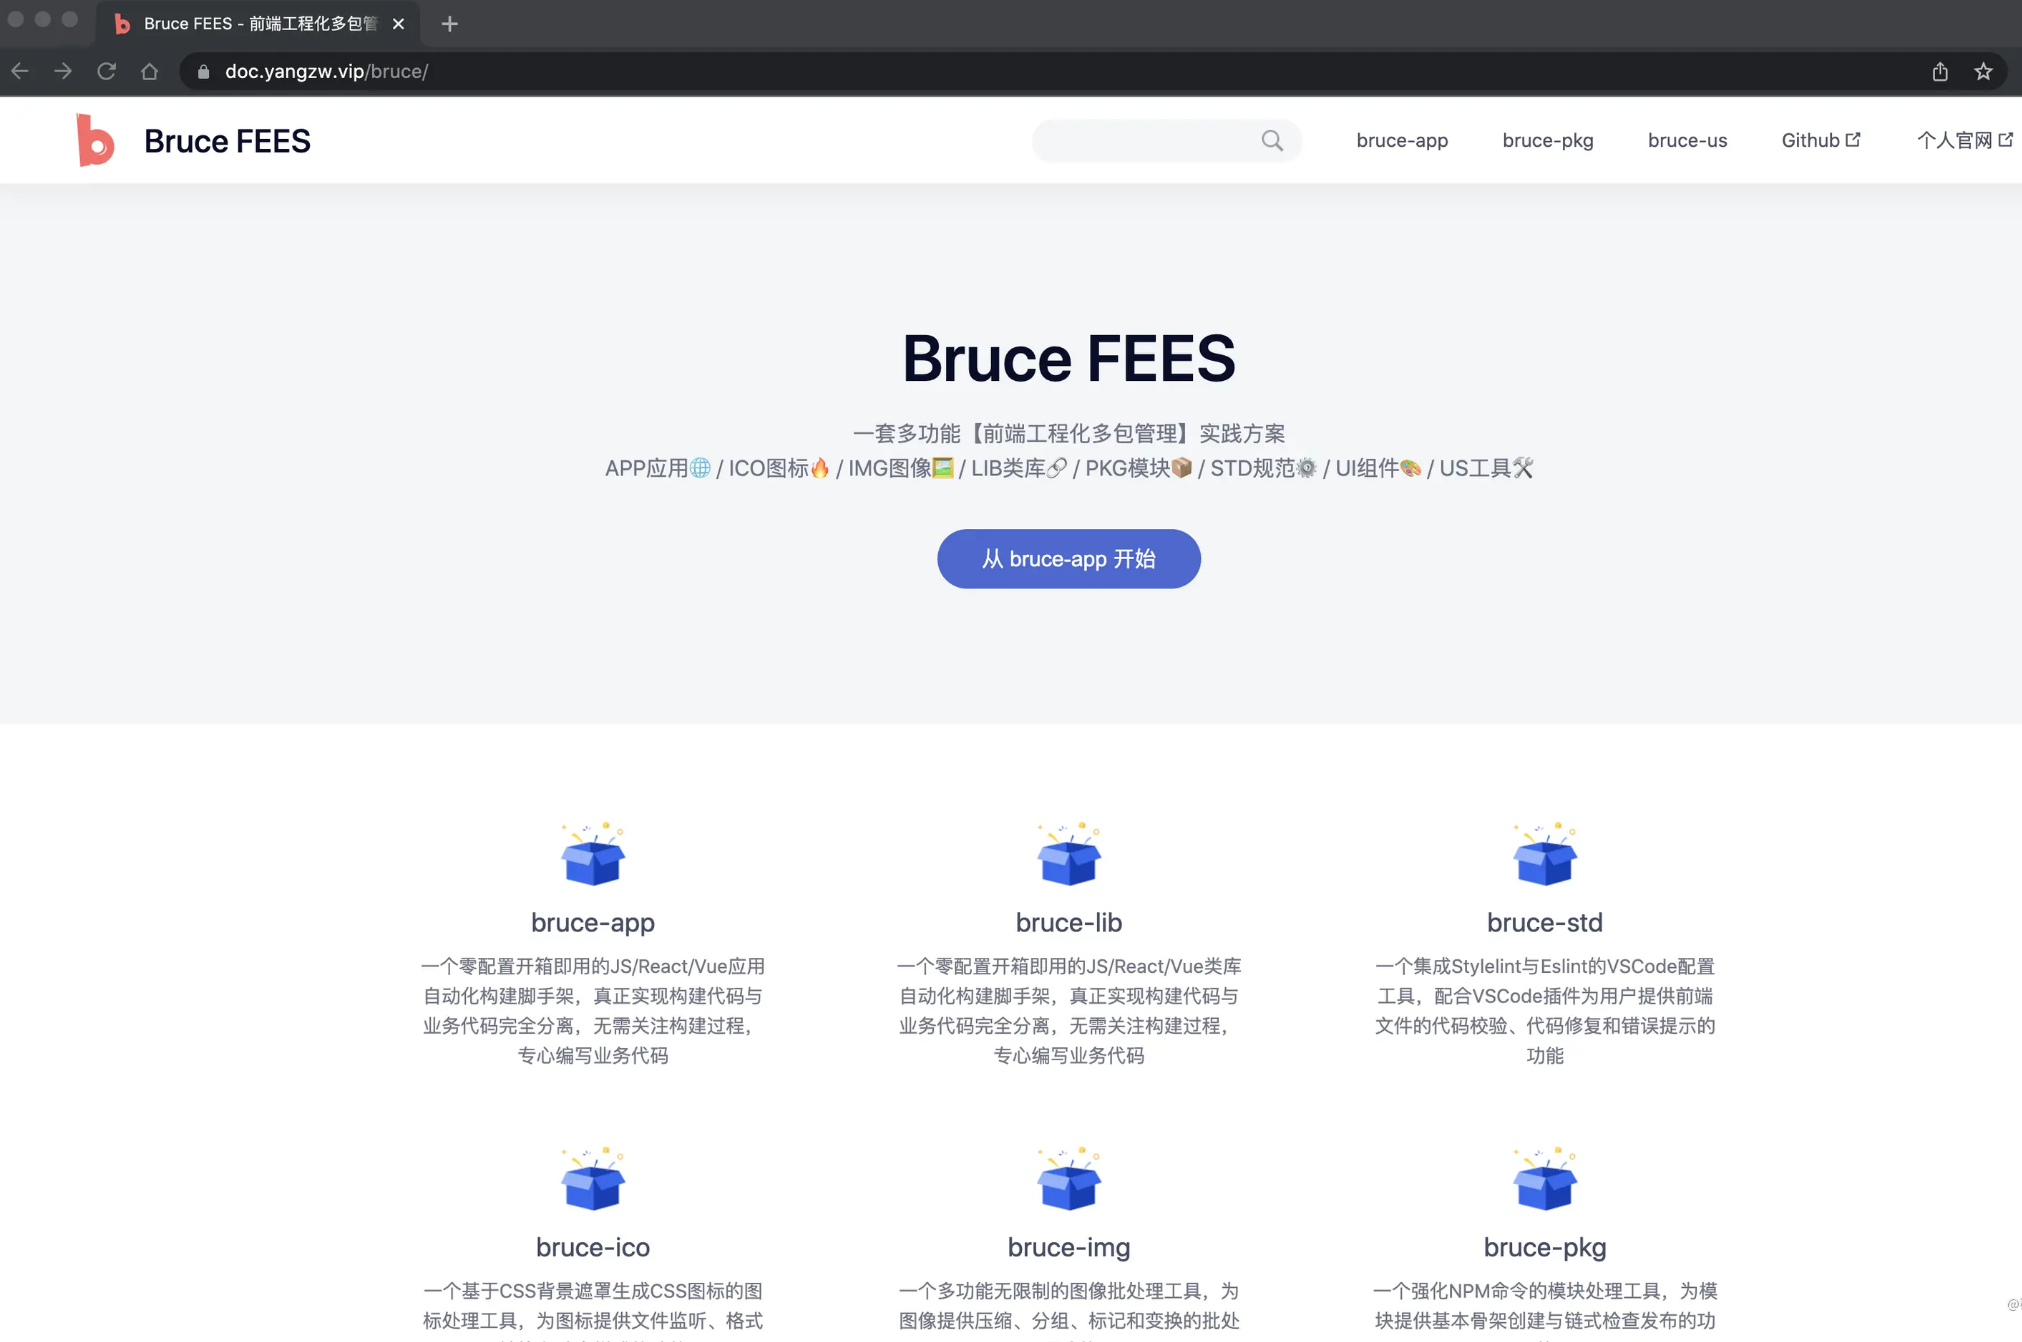 Bruce FEES - 前端工程化多包管
doc.yangzw.vip/bruce/
Bruce FEES
bruce-app
bruce-pkg
bruce-us
Github
个人官网
Bruce FEES
一套多功能【前端工程化多包管理】实践方案
APP应用🌐 / ICO图标🔥 / IMG图像🖼️ / LIB类库🔗 / PKG模块📦 / STD规范⚙️ / UI组件🎨 / US工具🛠️
从 bruce-app 开始
bruce-app
一个零配置开箱即用的JS/React/Vue应用
自动化构建脚手架，真正实现构建代码与
业务代码完全分离，无需关注构建过程，
专心编写业务代码
bruce-lib
一个零配置开箱即用的JS/React/Vue类库
自动化构建脚手架，真正实现构建代码与
业务代码完全分离，无需关注构建过程，
专心编写业务代码
bruce-std
一个集成Stylelint与Eslint的VSCode配置
工具，配合VSCode插件为用户提供前端
文件的代码校验、代码修复和错误提示的
功能
bruce-ico
一个基于CSS背景遮罩生成CSS图标的图
标处理工具，为图标提供文件监听、格式
bruce-img
一个多功能无限制的图像批处理工具，为
图像提供压缩、分组、标记和变换的批处
bruce-pkg
一个强化NPM命令的模块处理工具，为模
块提供基本骨架创建与链式检查发布的功